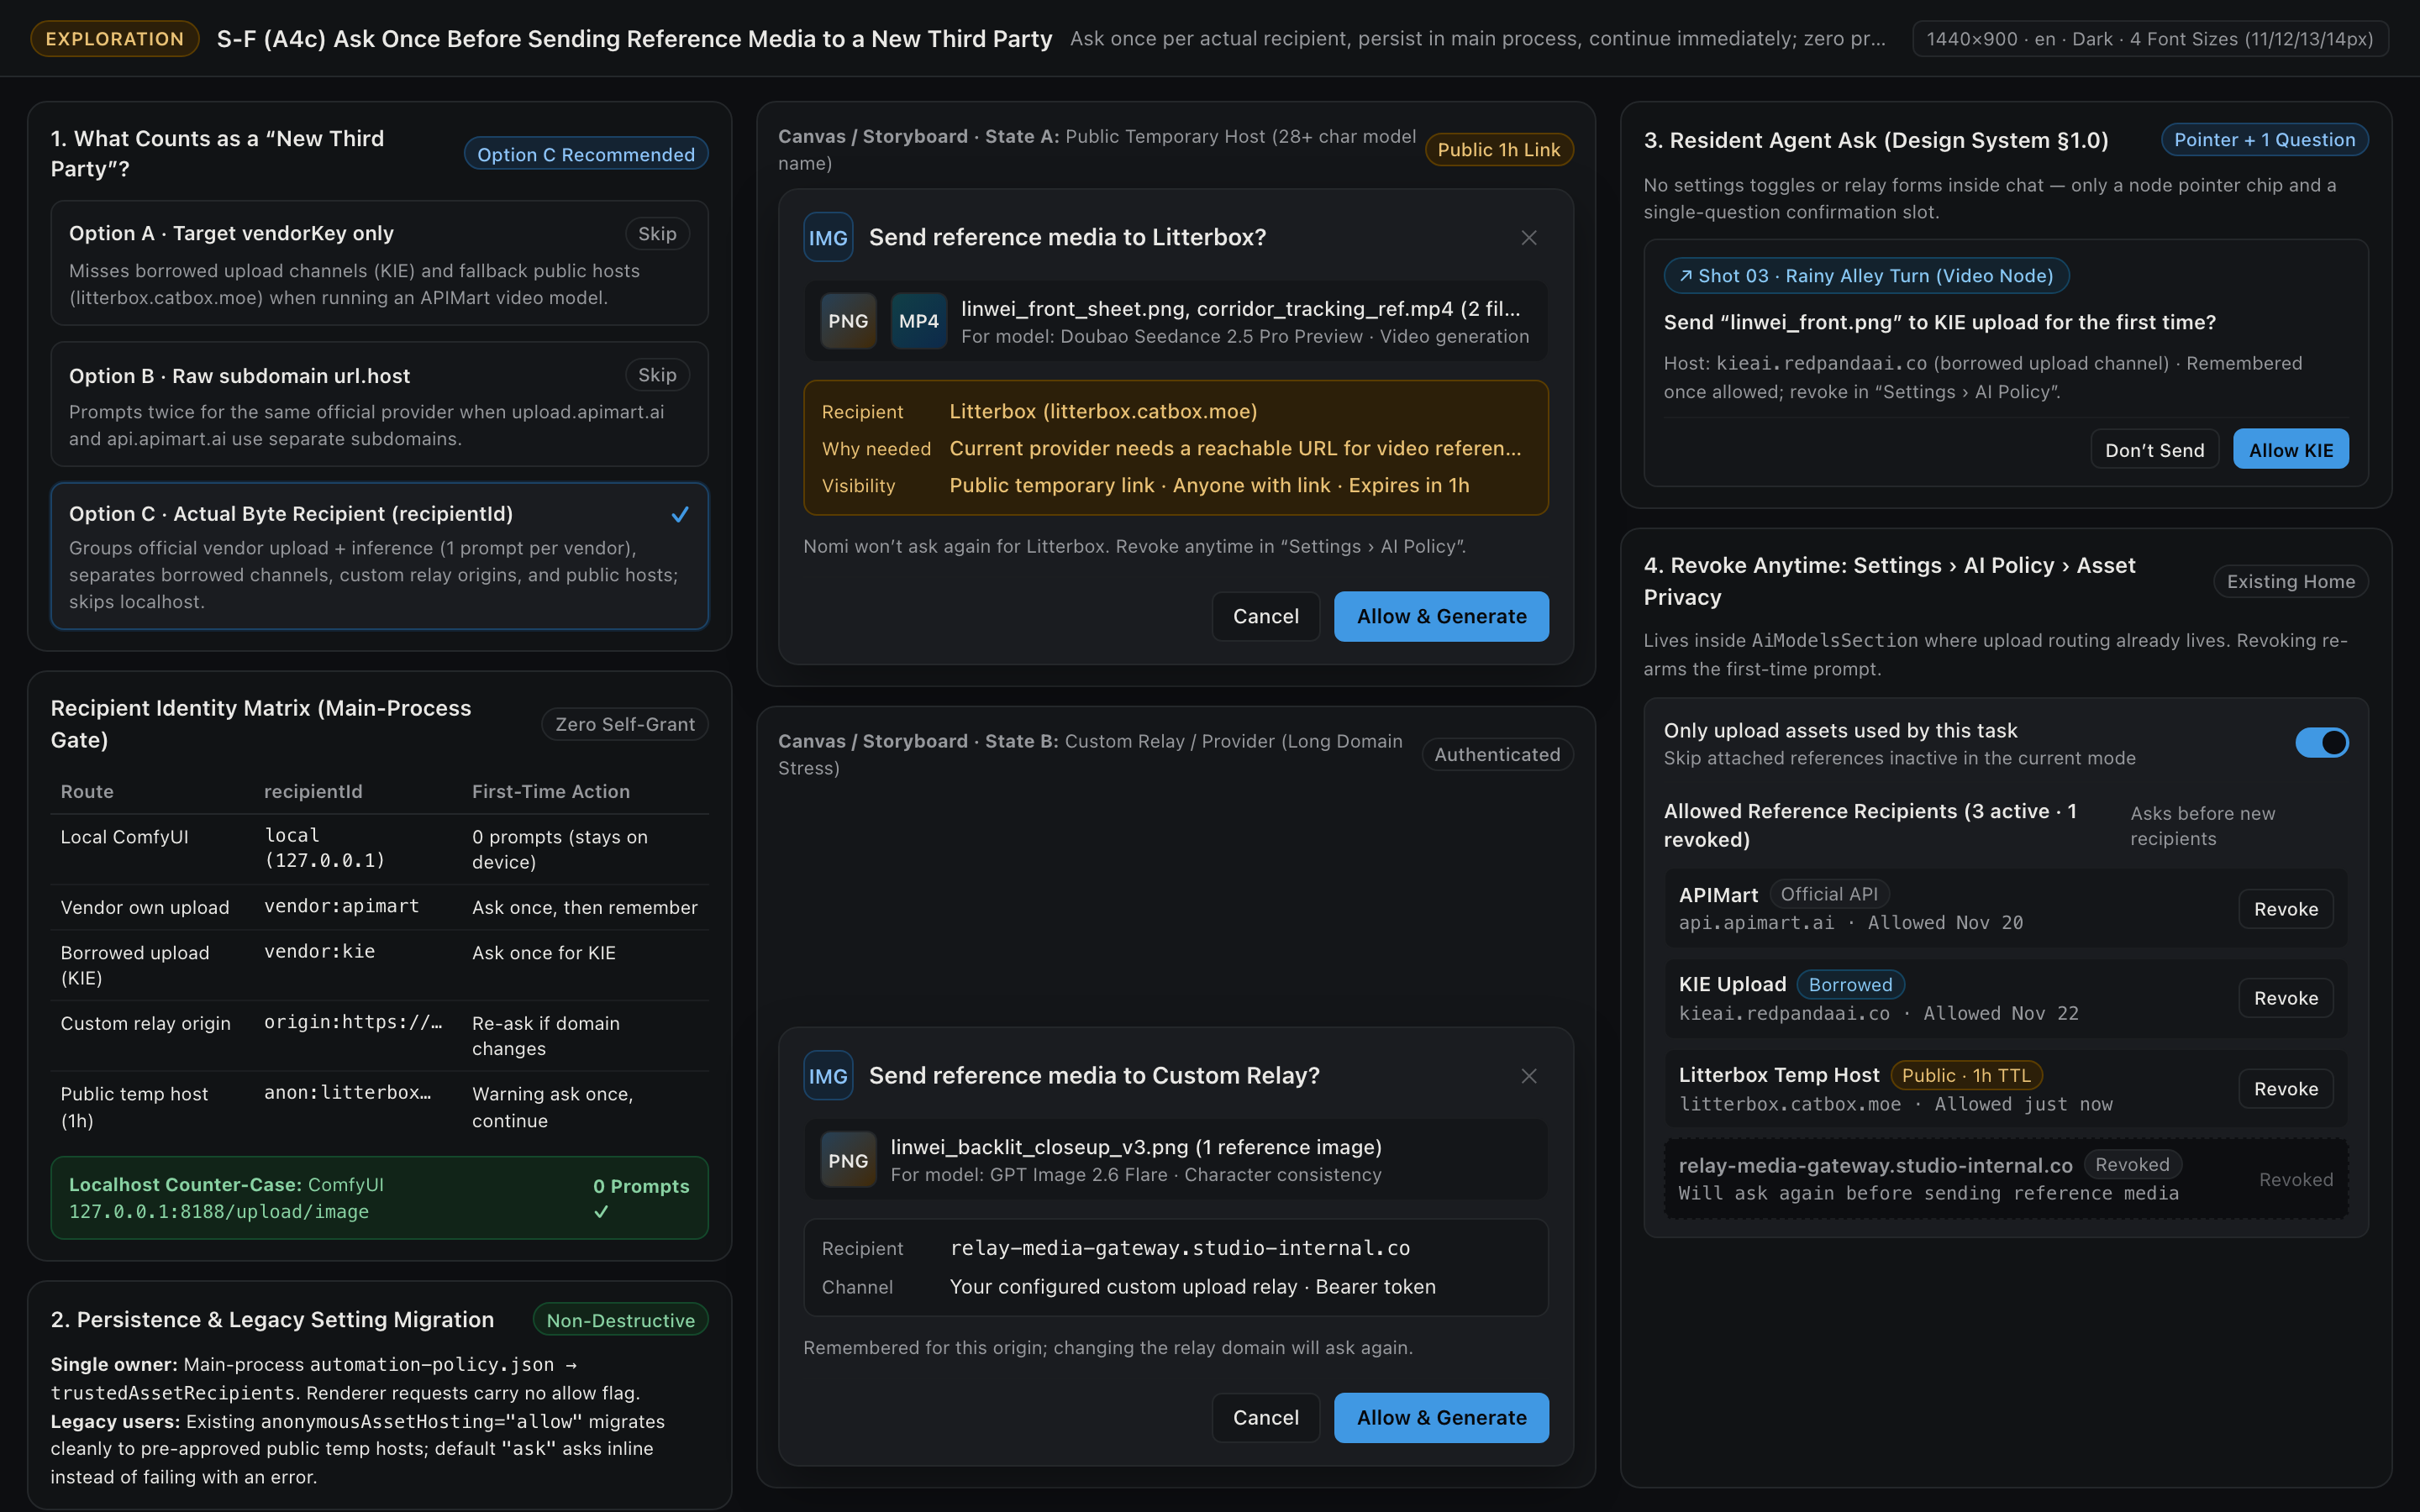 EXPLORATION
S-F (A4c) Ask Once Before Sending Reference Media to a New Third Party
Ask once per actual recipient, persist in main process, continue immediately; zero pr…
1440×900 · en · Dark · 4 Font Sizes (11/12/13/14px)
1. What Counts as a “New Third
Party”?
Option C Recommended
Option A · Target vendorKey only
Skip
Misses borrowed upload channels (KIE) and fallback public hosts
(litterbox.catbox.moe) when running an APIMart video model.
Option B · Raw subdomain url.host
Skip
Prompts twice for the same official provider when upload.apimart.ai
and api.apimart.ai use separate subdomains.
Option C · Actual Byte Recipient (recipientId)
✓
Groups official vendor upload + inference (1 prompt per vendor),
separates borrowed channels, custom relay origins, and public hosts;
skips localhost.
Recipient Identity Matrix (Main-Process
Gate)
Zero Self-Grant
Route
recipientId
First-Time Action
Local ComfyUI
local
(127.0.0.1)
0 prompts (stays on
device)
Vendor own upload
vendor:apimart
Ask once, then remember
Borrowed upload
(KIE)
vendor:kie
Ask once for KIE
Custom relay origin
origin:https://…
Re-ask if domain
changes
Public temp host
(1h)
anon:litterbox…
Warning ask once,
continue
Localhost Counter-Case: ComfyUI
127.0.0.1:8188/upload/image
0 Prompts
✓
2. Persistence & Legacy Setting Migration
Non-Destructive
Single owner: Main-process automation-policy.json →
trustedAssetRecipients. Renderer requests carry no allow flag.
Legacy users: Existing anonymousAssetHosting="allow" migrates
cleanly to pre-approved public temp hosts; default "ask" asks inline
instead of failing with an error.
Canvas / Storyboard · State A: Public Temporary Host (28+ char model
name)
Public 1h Link
IMG
Send reference media to Litterbox?
PNG
MP4
linwei_front_sheet.png, corridor_tracking_ref.mp4 (2 fil…
For model: Doubao Seedance 2.5 Pro Preview · Video generation
Recipient
Litterbox (litterbox.catbox.moe)
Why needed
Current provider needs a reachable URL for video referen…
Visibility
Public temporary link · Anyone with link · Expires in 1h
Nomi won’t ask again for Litterbox. Revoke anytime in “Settings › AI Policy”.
Cancel
Allow & Generate
Canvas / Storyboard · State B: Custom Relay / Provider (Long Domain
Stress)
Authenticated
IMG
Send reference media to Custom Relay?
PNG
linwei_backlit_closeup_v3.png (1 reference image)
For model: GPT Image 2.6 Flare · Character consistency
Recipient
relay-media-gateway.studio-internal.co
Channel
Your configured custom upload relay · Bearer token
Remembered for this origin; changing the relay domain will ask again.
Cancel
Allow & Generate
3. Resident Agent Ask (Design System §1.0)
Pointer + 1 Question
No settings toggles or relay forms inside chat — only a node pointer chip and a
single-question confirmation slot.
↗ Shot 03 · Rainy Alley Turn (Video Node)
Send “linwei_front.png” to KIE upload for the first time?
Host: kieai.redpandaai.co (borrowed upload channel) · Remembered
once allowed; revoke in “Settings › AI Policy”.
Don’t Send
Allow KIE
4. Revoke Anytime: Settings › AI Policy › Asset
Privacy
Existing Home
Lives inside AiModelsSection where upload routing already lives. Revoking re-
arms the first-time prompt.
Only upload assets used by this task
Skip attached references inactive in the current mode
Allowed Reference Recipients (3 active · 1
revoked)
Asks before new
recipients
APIMart
Official API
api.apimart.ai · Allowed Nov 20
Revoke
KIE Upload
Borrowed
kieai.redpandaai.co · Allowed Nov 22
Revoke
Litterbox Temp Host
Public · 1h TTL
litterbox.catbox.moe · Allowed just now
Revoke
relay-media-gateway.studio-internal.co
Revoked
Will ask again before sending reference media
Revoked